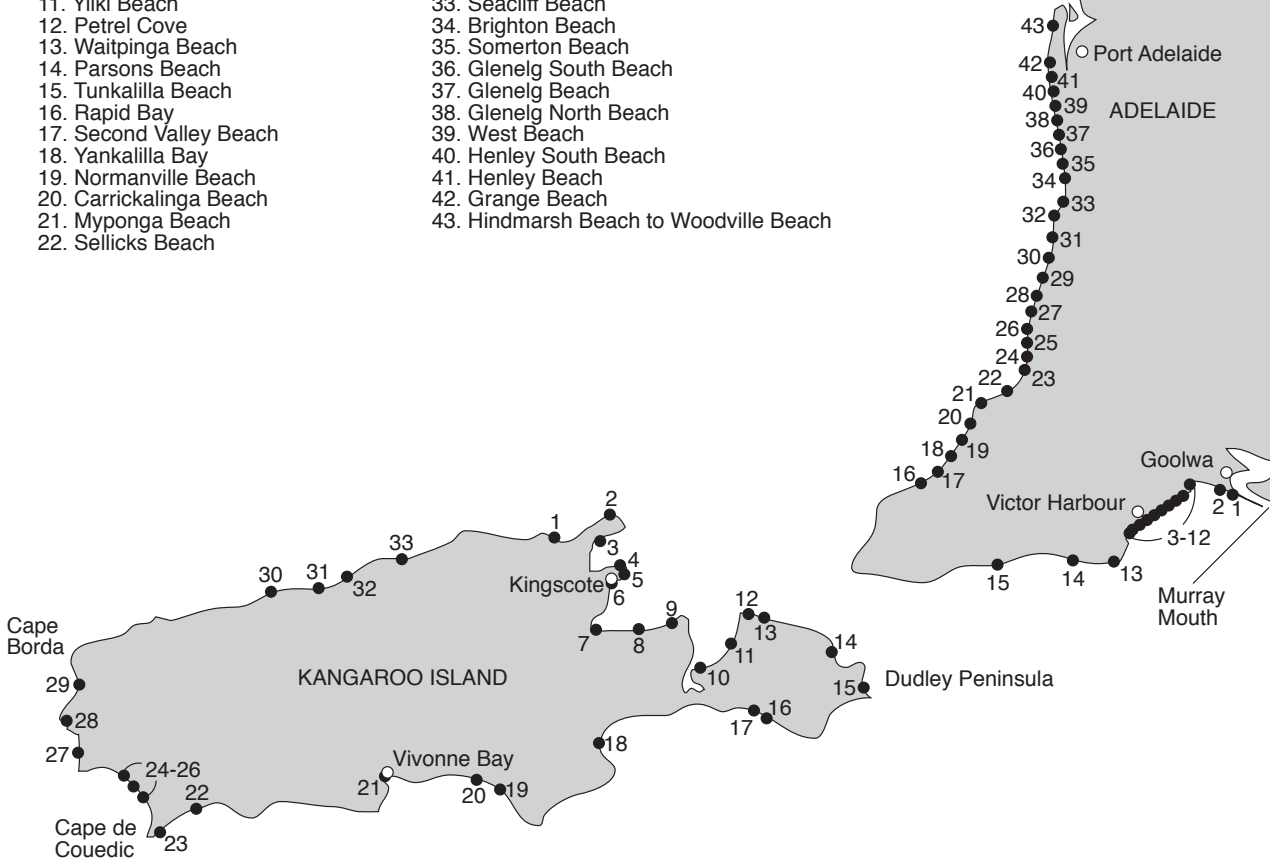 11. Yilki Beach
12. Petrel Cove
13. Waitpinga Beach
14. Parsons Beach
15. Tunkalilla Beach
16. Rapid Bay
17. Second Valley Beach
18. Yankalilla Bay
19. Normanville Beach
20. Carrickalinga Beach
21. Myponga Beach
22. Sellicks Beach
33. Seacliff Beach
34. Brighton Beach
35. Somerton Beach
36. Glenelg South Beach
37. Glenelg Beach
38. Glenelg North Beach
39. West Beach
40. Henley South Beach
41. Henley Beach
42. Grange Beach
43. Hindmarsh Beach to Woodville Beach
43
Port Adelaide
42
41
40
39
ADELAIDE
38
37
36
35
34
33
32
31
30
29
28
27
26
25
24
23
22
21
20
19
18
17
16
Goolwa
Victor Harbour
2
1
3-12
15
14
13
Murray
Mouth
2
1
3
33
4
5
31
30
32
Kingscote
6
9
12
13
7
8
Cape
Borda
11
14
10
KANGAROO ISLAND
Dudley Peninsula
29
15
16
17
28
18
27
Vivonne Bay
24-26
21
20
19
22
Cape de
Couedic
23